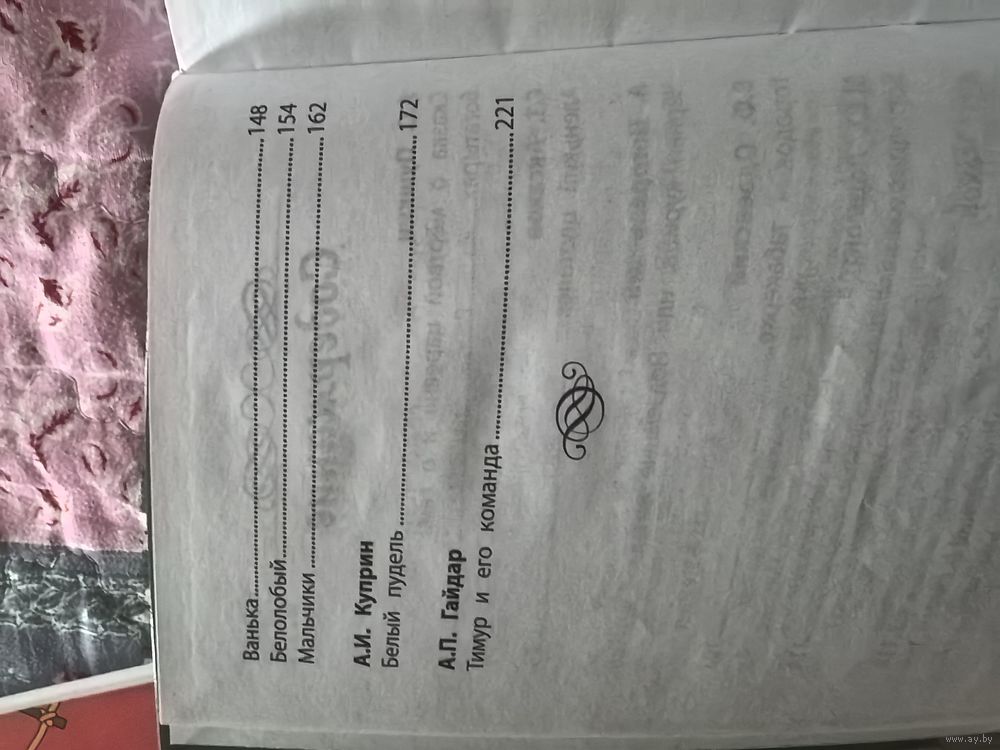 Ванька....................148
Белолобый....................154
Мальчики....................162
А.И. Куприн
Белый пудель....................172
А.П. Гайдар
Тимур и его команда....................221
www.ay.by